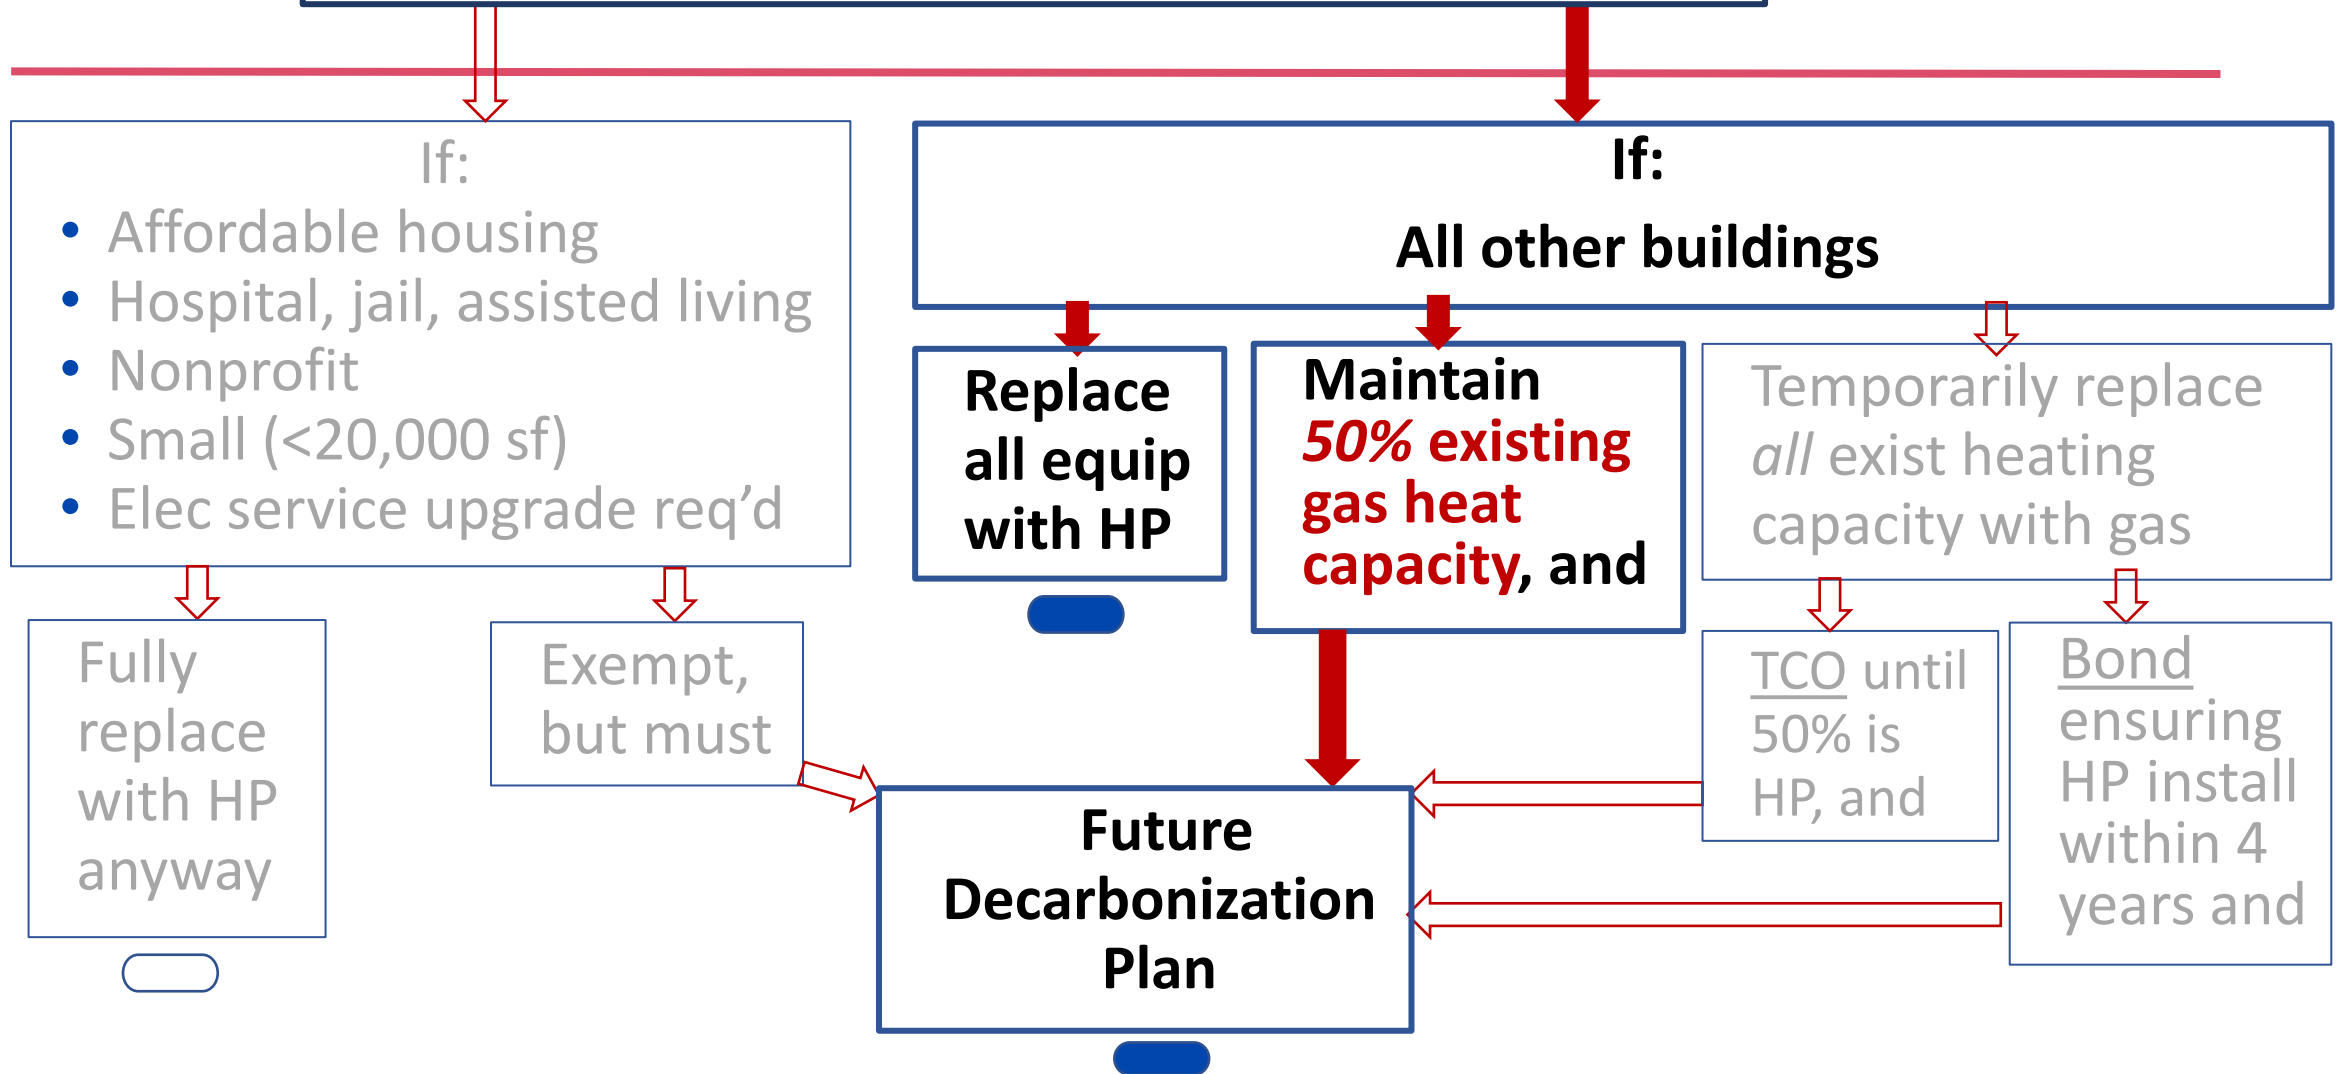 If:
• Affordable housing
• Hospital, jail, assisted living
• Nonprofit
• Small (<20,000 sf)
• Elec service upgrade req’d
If:
All other buildings
Replace
all equip
with HP
Maintain
50% existing
gas heat
capacity, and
Temporarily replace
all exist heating
capacity with gas
Fully
replace
with HP
anyway
Exempt,
but must
TCO until
50% is
HP, and
Bond
ensuring
HP install
within 4
years and
Future
Decarbonization
Plan